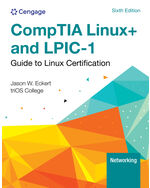 Cengage
Sixth Edition
CompTIA Linux+
and LPIC-1
Guide to Linux Certification
Jason W. Eckert
triOS College
Networking